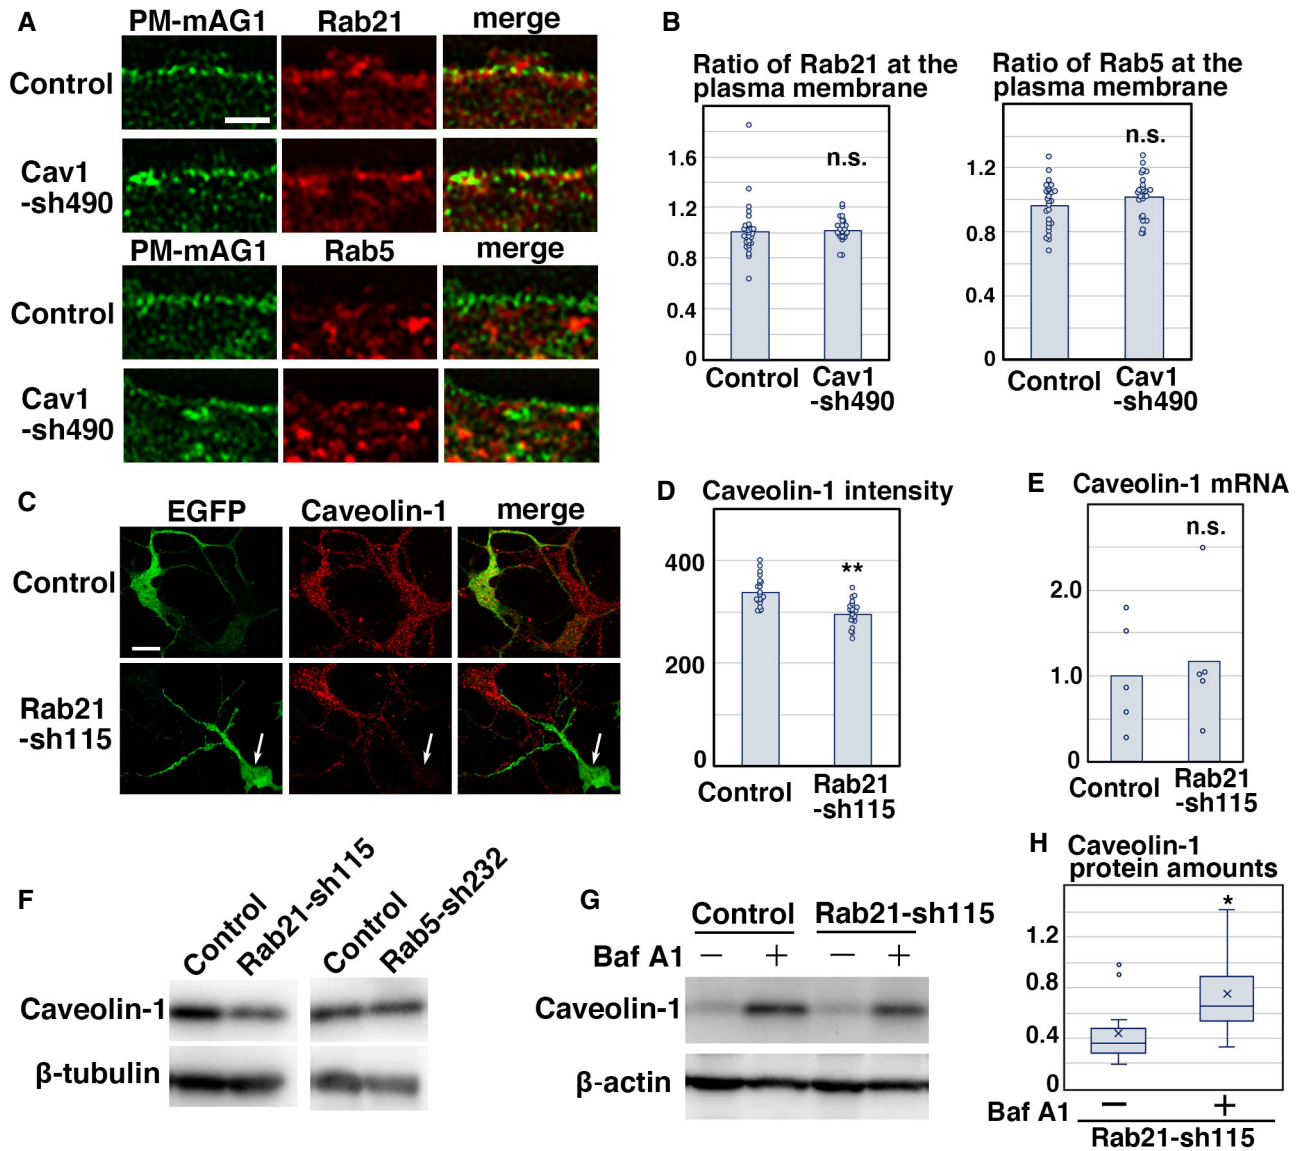 A
PM-mAG1 Rab21 merge
Control
Cav1
-sh490
PM-mAG1 Rab5 merge
Control
Cav1
-sh490
B
Ratio of Rab21 at the
plasma membrane
1.6
1.2
0.8
0.4
0
n.s.
Control Cav1
-sh490
Ratio of Rab5 at the
plasma membrane
1.2
0.8
0.4
0
n.s.
Control Cav1
-sh490
C
EGFP Caveolin-1 merge
Control
Rab21
-sh115
D
Caveolin-1 intensity
400
200
0
**
Control Rab21
-sh115
E
Caveolin-1 mRNA
2.0
1.0
0
n.s.
Control Rab21
-sh115
F
Control Rab21-sh115 Control Rab5-sh232
Caveolin-1
β-tubulin
G
Control Rab21-sh115
Baf A1 − + − +
Caveolin-1
β-actin
H
Caveolin-1
protein amounts
1.2
0.8
0.4
0
*
Baf A1 − +
Rab21-sh115